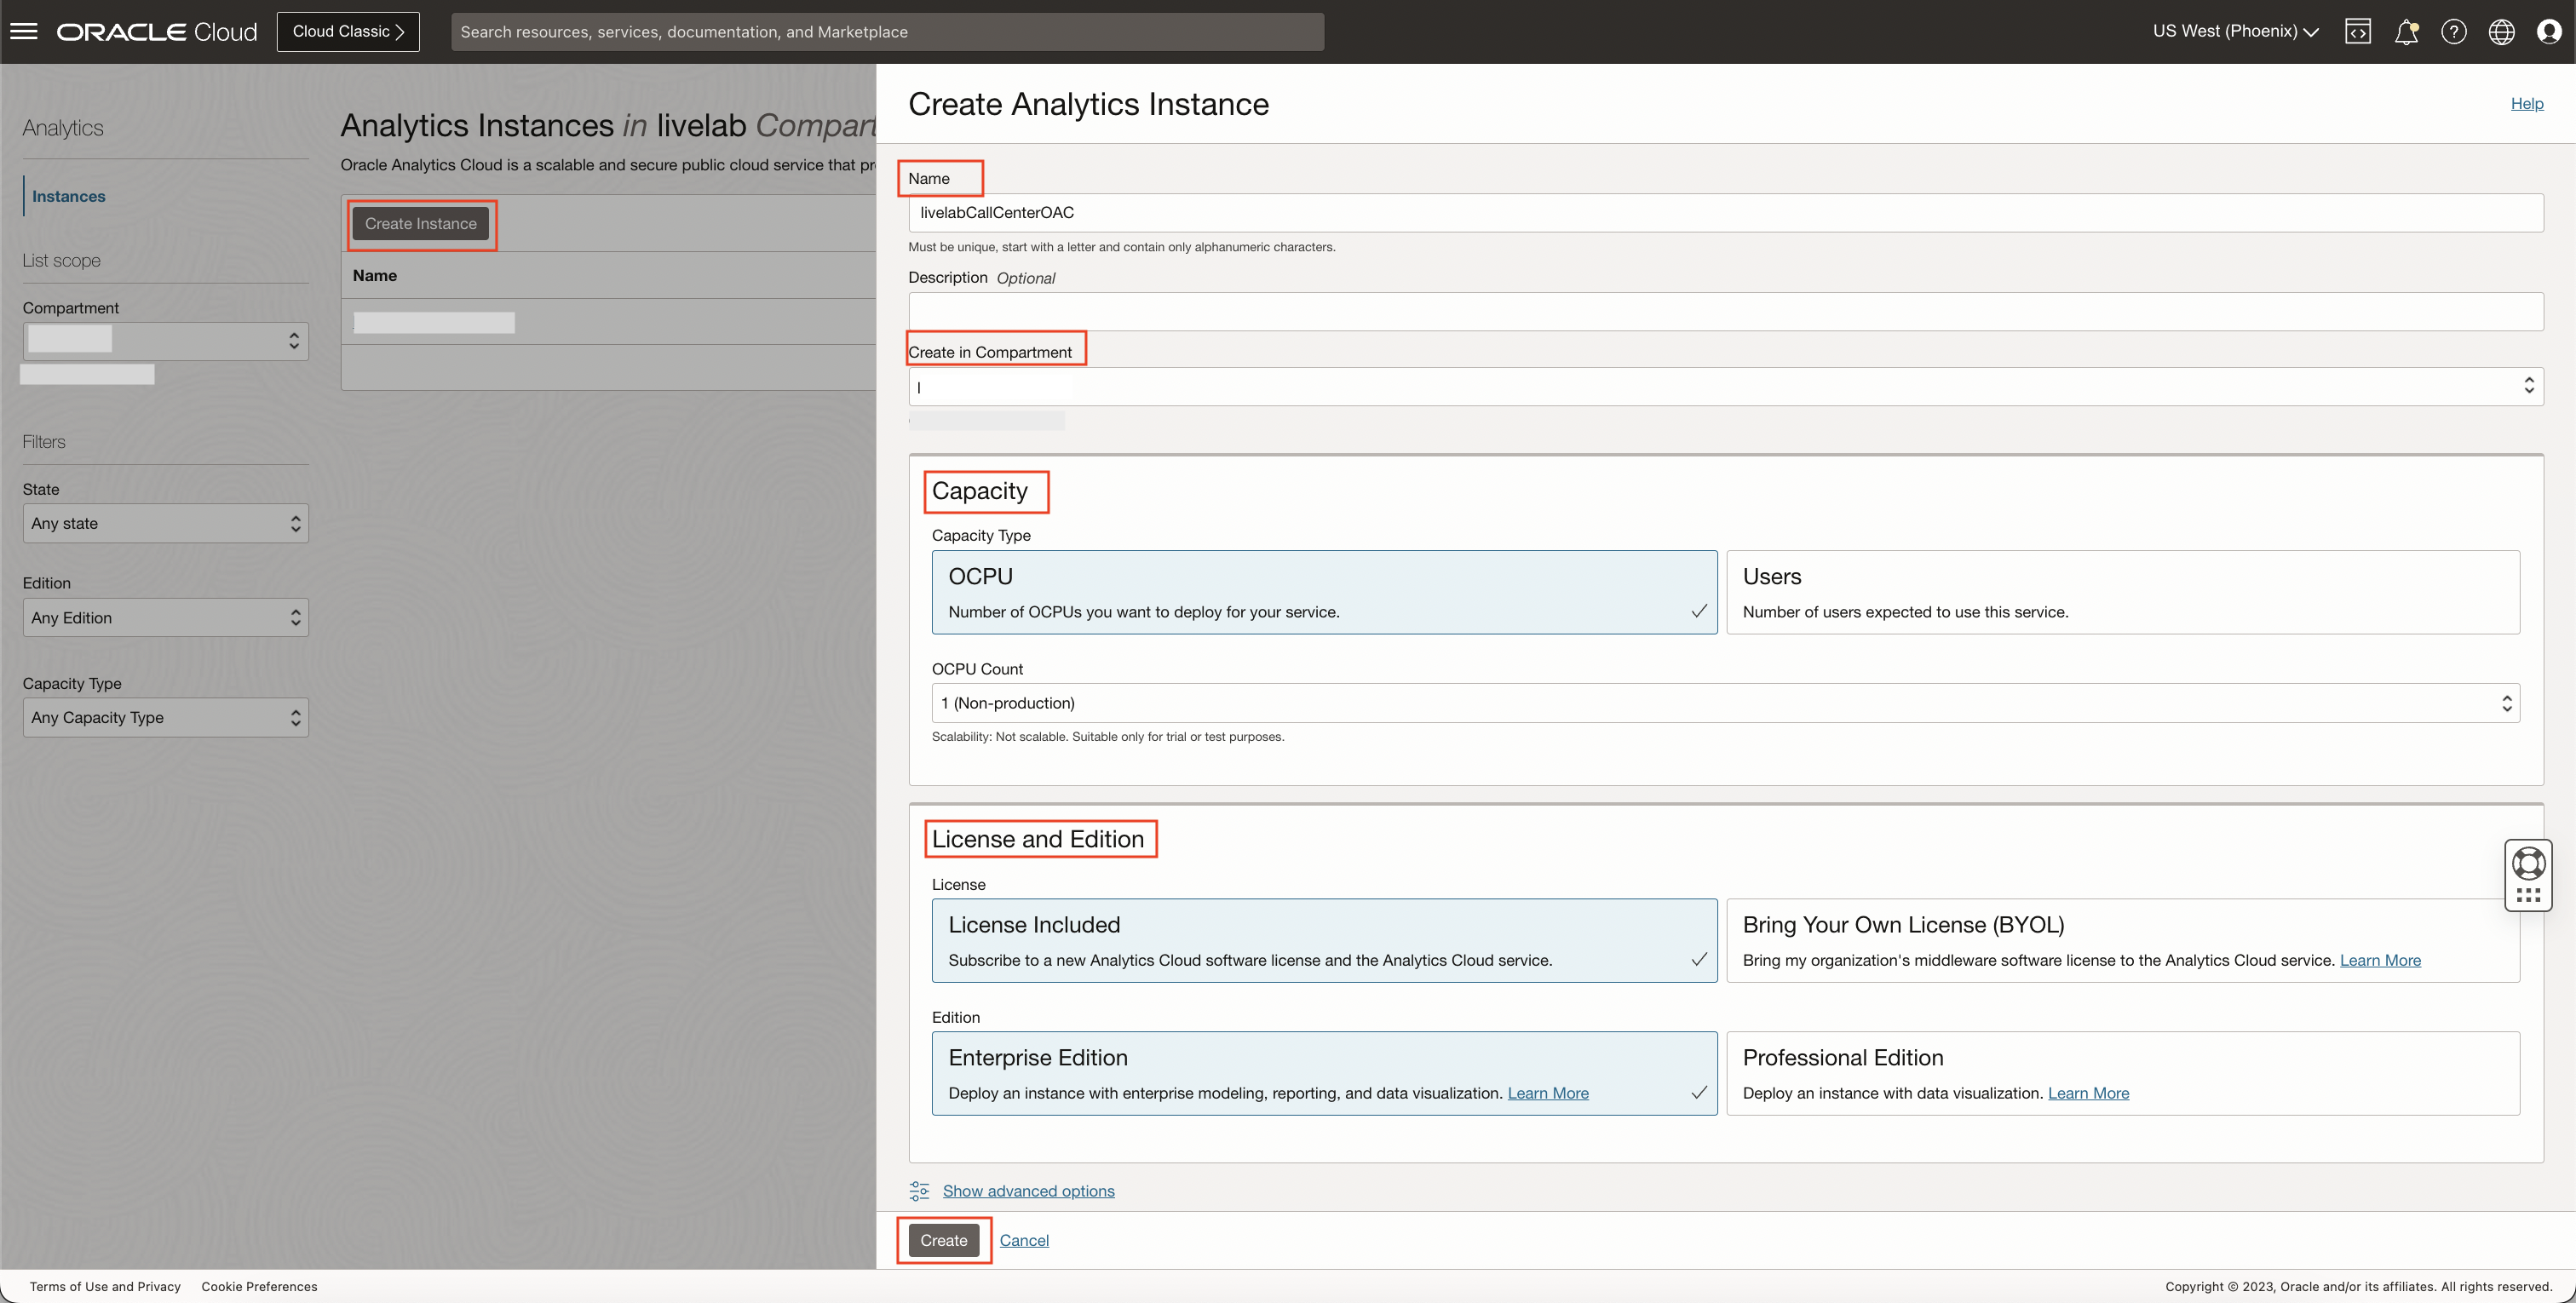 ORACLE Cloud
Cloud Classic
Search resources, services, documentation, and Marketplace
US West (Phoenix)
Analytics
Instances
List scope
Compartment
Filters
State
Any state
Edition
Any Edition
Capacity Type
Any Capacity Type
Analytics Instances in livelab Compart
Oracle Analytics Cloud is a scalable and secure public cloud service that pr
Create Instance
Name
Create Analytics Instance
Help
Name
livelabCallCenterOAC
Must be unique, start with a letter and contain only alphanumeric characters.
Description Optional
Create in Compartment
Capacity
Capacity Type
OCPU
Number of OCPUs you want to deploy for your service.
Users
Number of users expected to use this service.
OCPU Count
1 (Non-production)
Scalability: Not scalable. Suitable only for trial or test purposes.
License and Edition
License
License Included
Subscribe to a new Analytics Cloud software license and the Analytics Cloud service.
Bring Your Own License (BYOL)
Bring my organization's middleware software license to the Analytics Cloud service. Learn More
Edition
Enterprise Edition
Deploy an instance with enterprise modeling, reporting, and data visualization. Learn More
Professional Edition
Deploy an instance with data visualization. Learn More
Show advanced options
Create
Cancel
Terms of Use and Privacy
Cookie Preferences
Copyright © 2023, Oracle and/or its affiliates. All rights reserved.